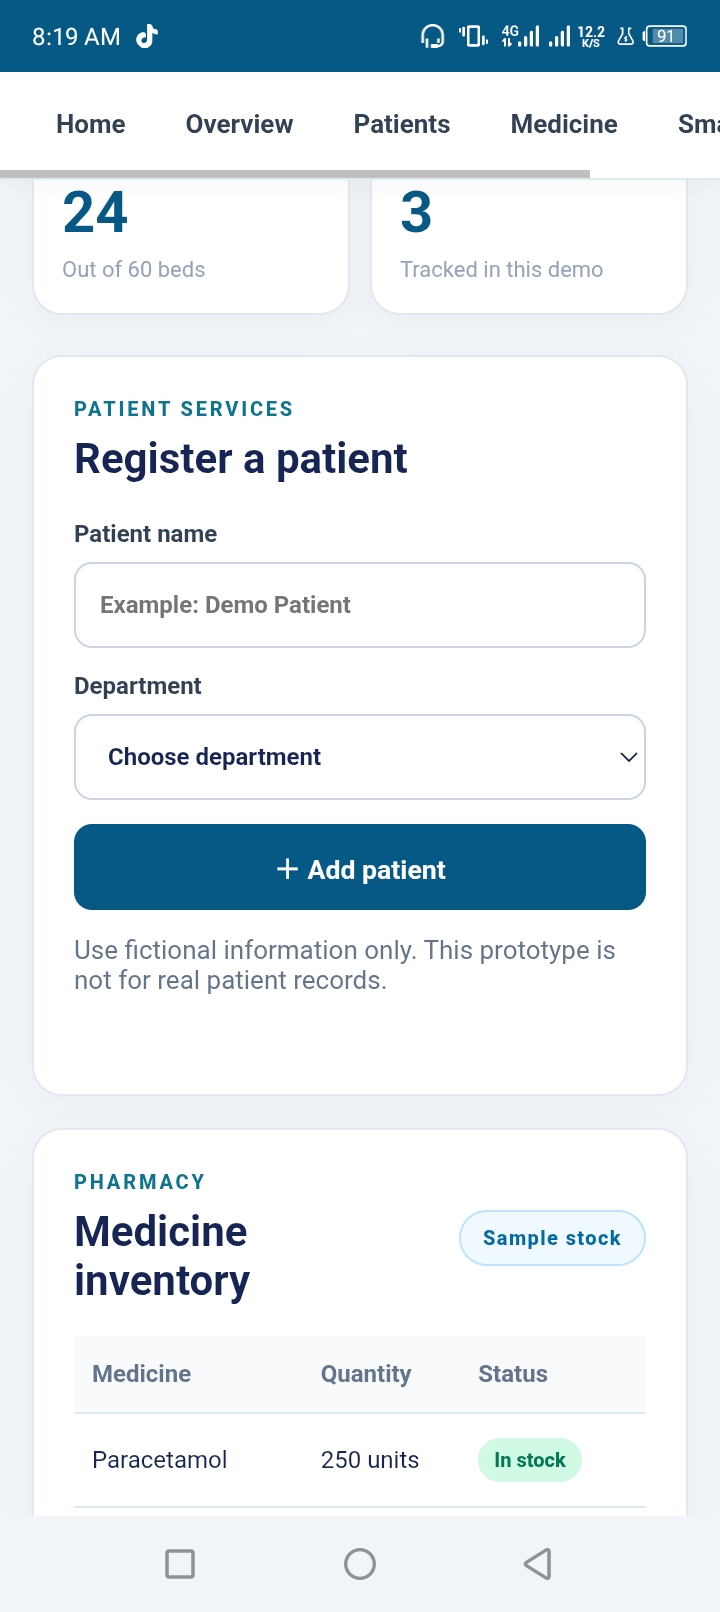 8:19 AM
4G
12.2
K/S
91
Home Overview Patients Medicine Sma
24 3
Out of 60 beds Tracked in this demo
PATIENT SERVICES
Register a patient
Patient name
Example: Demo Patient
Department
Choose department
+ Add patient
Use fictional information only. This prototype is
not for real patient records.
PHARMACY
Medicine
inventory
Sample stock
Medicine Quantity Status
Paracetamol 250 units In stock